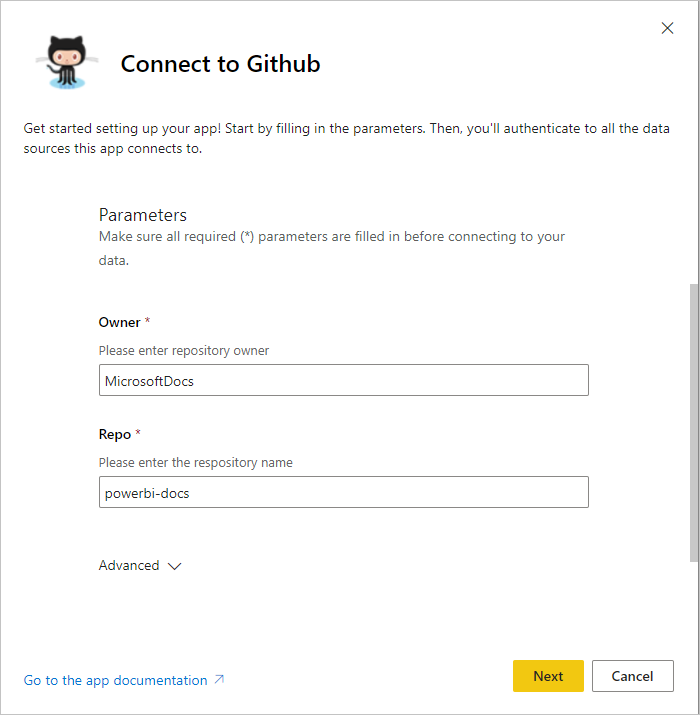 Connect to Github
Get started setting up your app! Start by filling in the parameters. Then, you'll authenticate to all the data
sources this app connects to.
Parameters
Make sure all required (*) parameters are filled in before connecting to your
data.
Owner *
Please enter repository owner
MicrosoftDocs
Repo *
Please enter the respository name
powerbi-docs
Advanced
Go to the app documentation
Next
Cancel